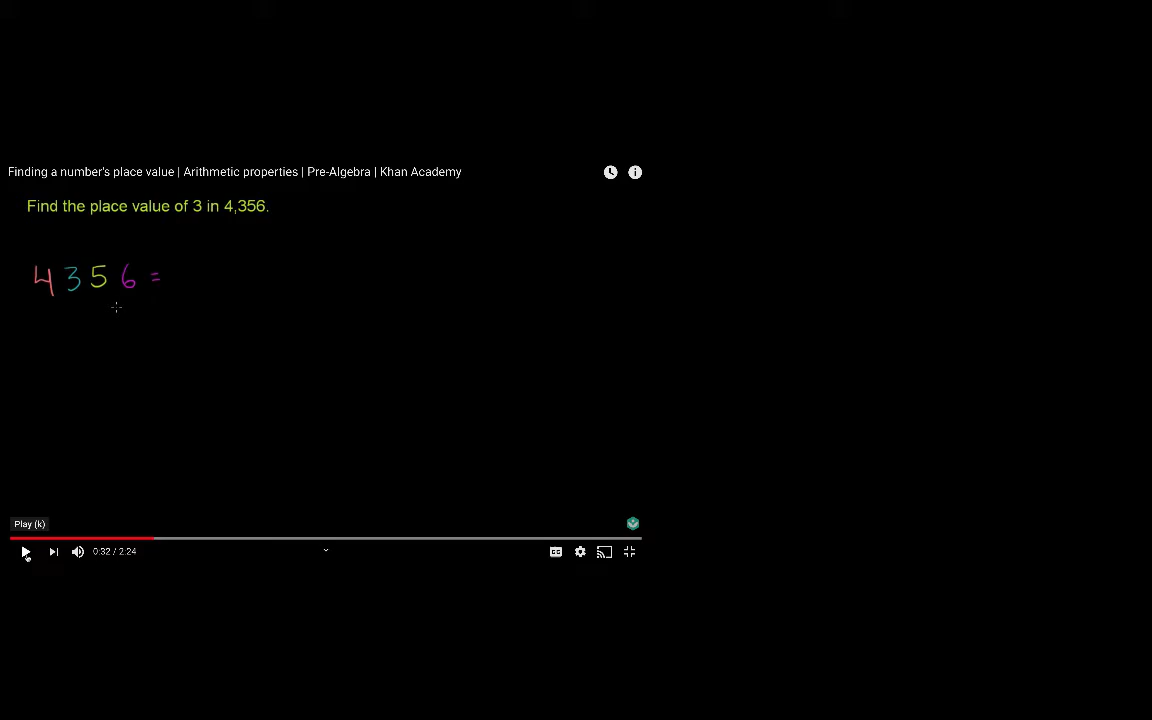 Finding a number's place value | Arithmetic properties | Pre-Algebra | Khan Academy
Find the place value of 3 in 4,356.
4 3 5 6 =
Play (k)
0:32 / 2:24
CC